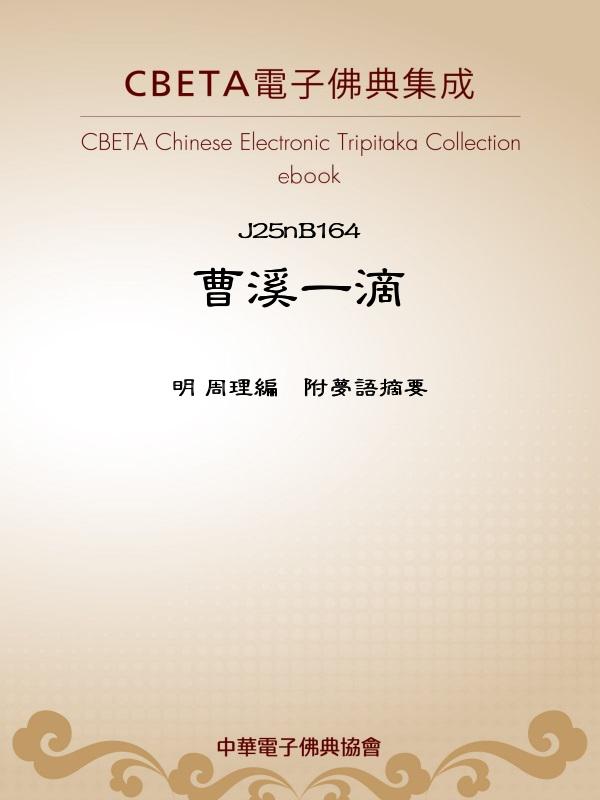 CBETA電子佛典集成
CBETA Chinese Electronic Tripitaka Collection
ebook
J25nB164
曹溪一滴
明 周理編　附夢語摘要
中華電子佛典協會